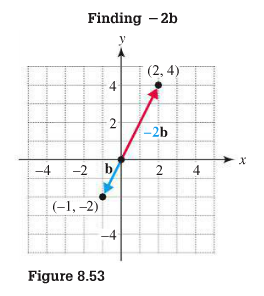 Finding −2b
y
(2, 4)
4
2
−2b
−4 −2 b 2 4 x
(−1, −2)
−4
Figure 8.53